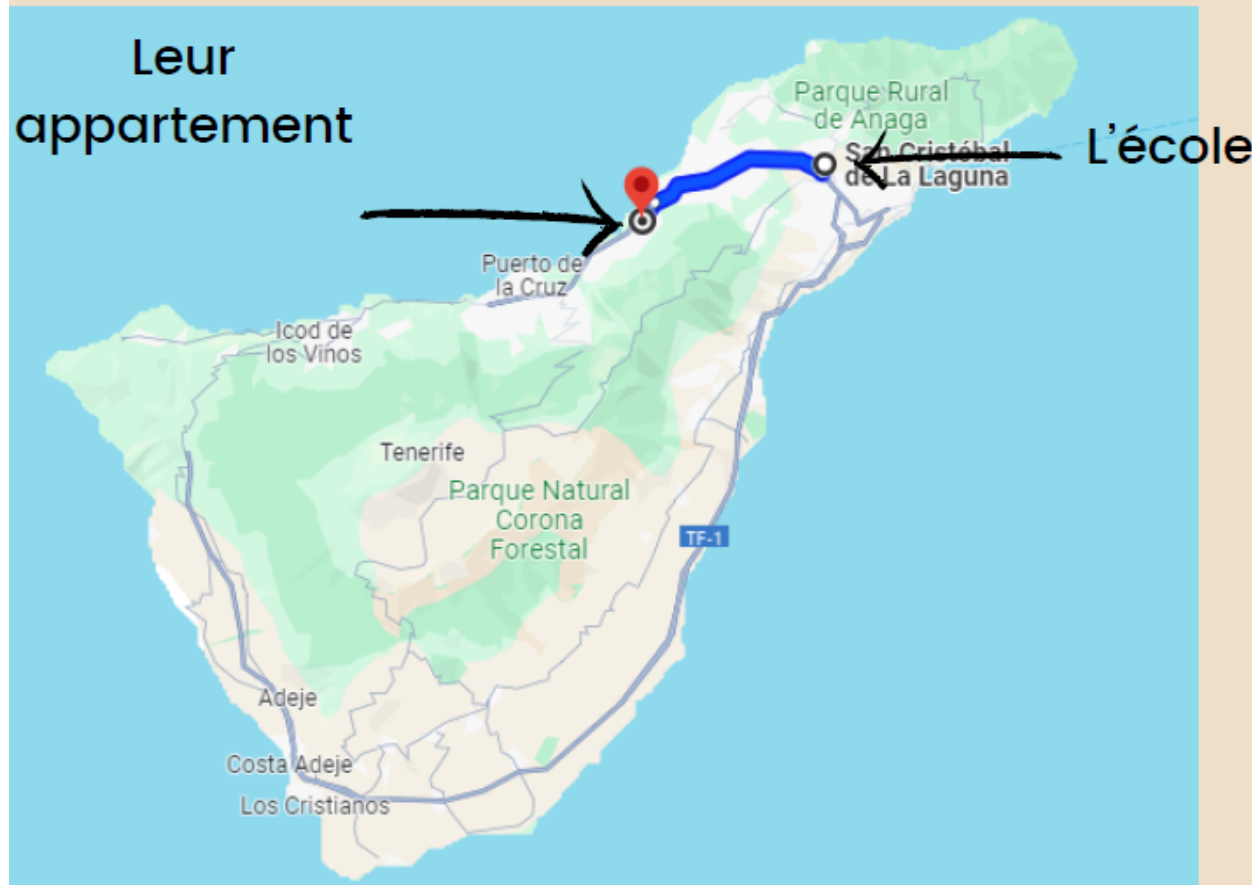 Leur
appartement
Parque Rural
de Anaga
San Cristóbal
de La Laguna
L'école
Puerto de
la Cruz
Icod de
los Vinos
Tenerife
Parque Natural
Corona
Forestal
TF-1
Adeje
Costa Adeje
Los Cristianos